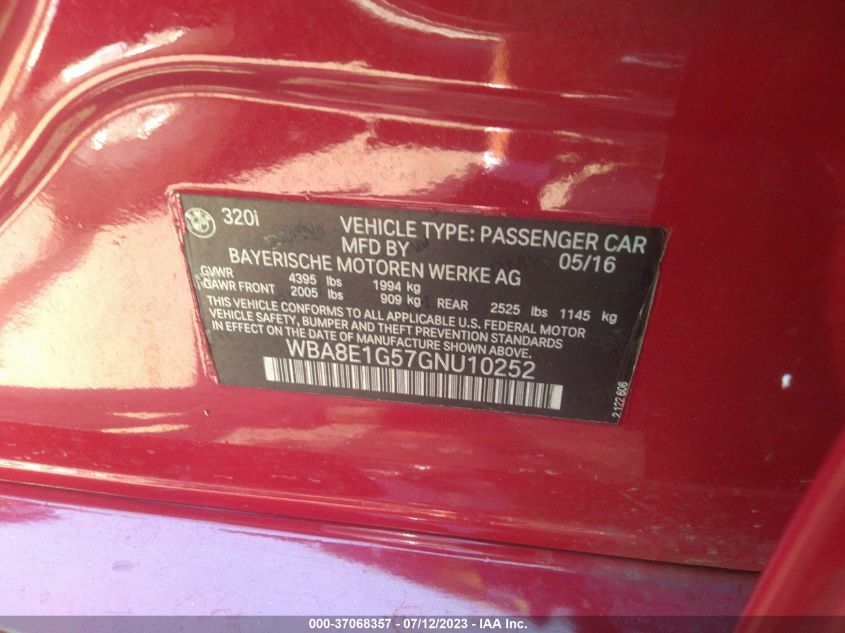 320i VEHICLE TYPE: PASSENGER CAR
MFD BY 05/16
BAYERISCHE MOTOREN WERKE AG
GVWR 4395 lbs 1994 kg
GAWR FRONT 2005 lbs 909 kg REAR 2525 lbs 1145 kg
THIS VEHICLE CONFORMS TO ALL APPLICABLE U.S. FEDERAL MOTOR
VEHICLE SAFETY, BUMPER AND THEFT PREVENTION STANDARDS
IN EFFECT ON THE DATE OF MANUFACTURE SHOWN ABOVE.
WBA8E1G57GNU10252
2 122 606
000-37068357 - 07/12/2023 - IAA Inc.